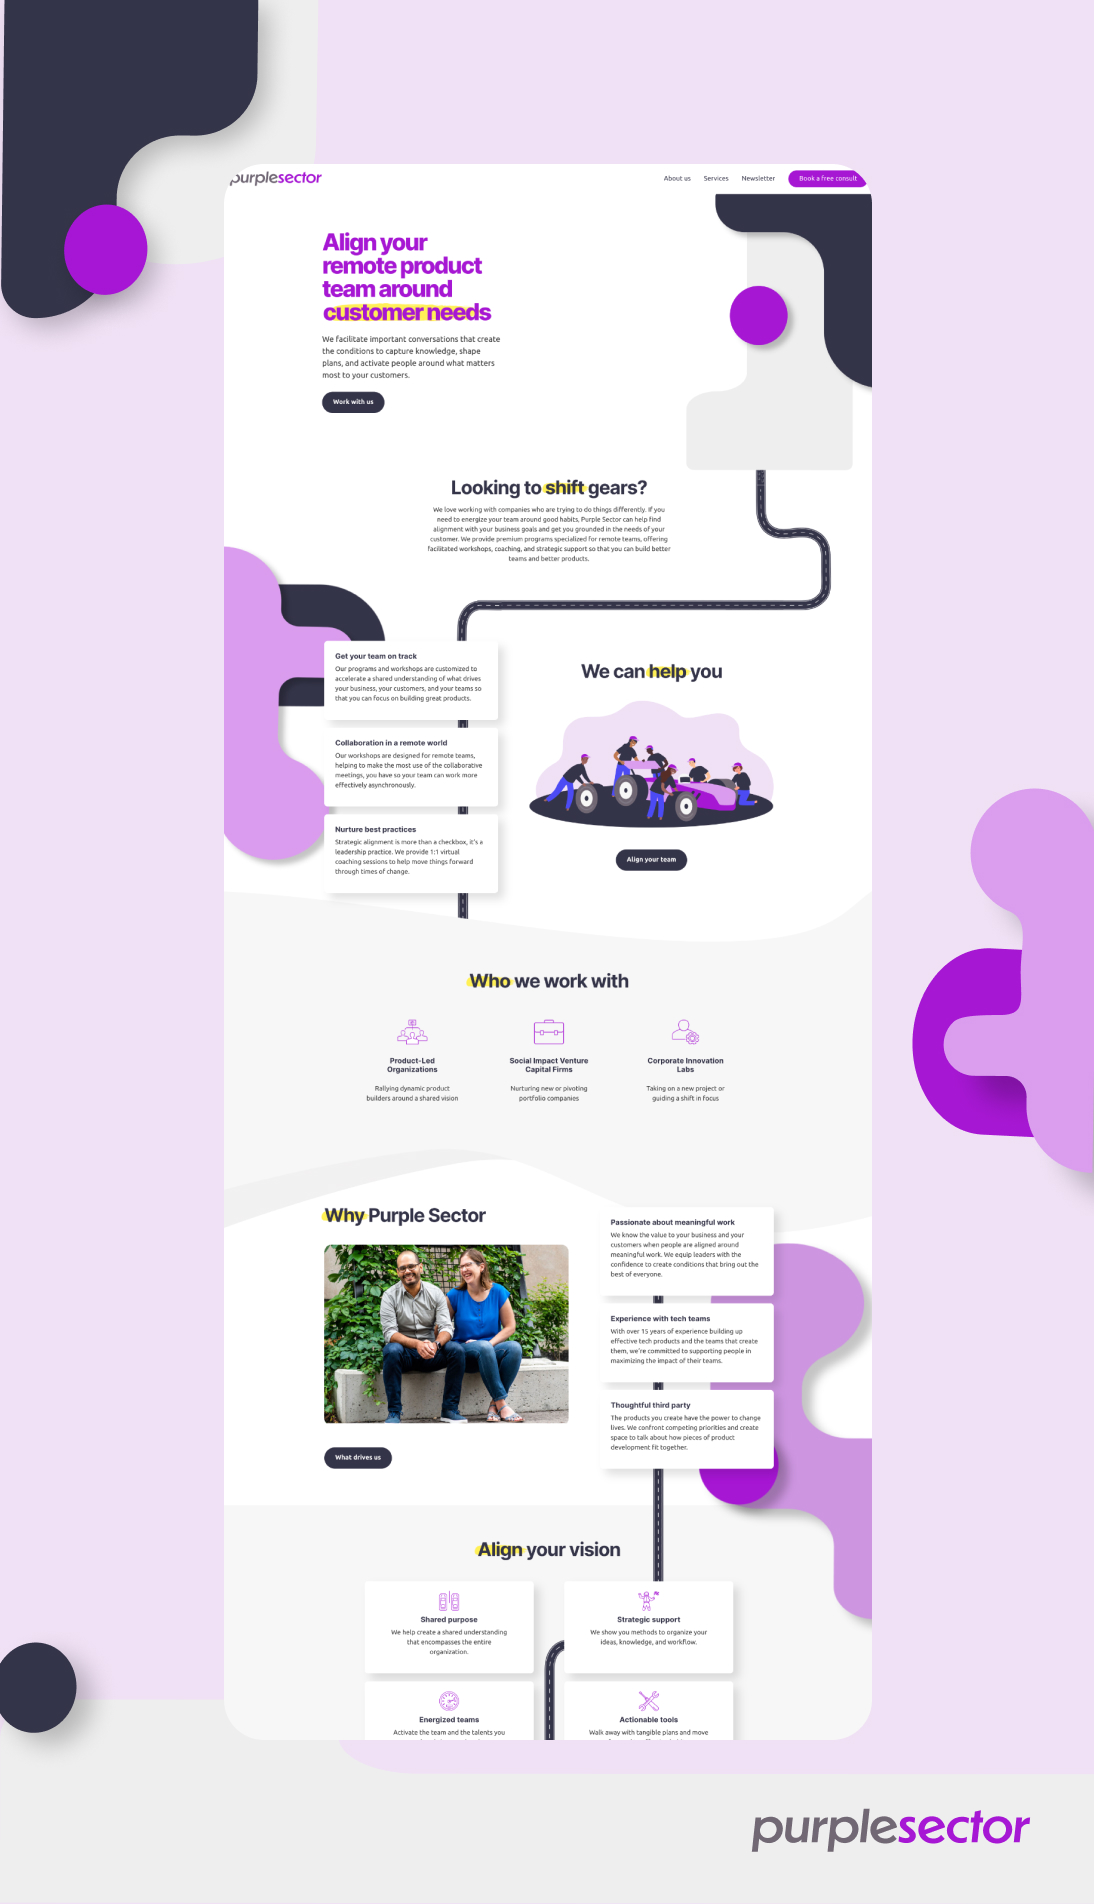 purplesector
About us Services Newsletter Book a free consult
Align your
remote product
team around
customer needs
We facilitate important conversations that create
the conditions to capture knowledge, shape
plans, and activate people around what matters
most to your customers.
Work with us
Looking to shift gears?
We love working with companies who are trying to do things differently. If you
need to energize your team around good habits, Purple Sector can help find
alignment with your business goals and get you grounded in the needs of your
customer. We provide premium programs specialized for remote teams, offering
facilitated workshops, coaching, and strategic support so that you can build better
teams and better products.
Get your team on track
Our programs and workshops are customized to
accelerate a shared understanding of what drives
your business, your customers, and your teams so
that you can focus on building great products.
Collaboration in a remote world
Our workshops are designed for remote teams,
helping to make the most use of the collaborative
meetings, you have so your team can work more
effectively asynchronously.
Nurture best practices
Strategic alignment is more than a checkbox, it's a
leadership practice. We provide 1:1 virtual
coaching sessions to help move things forward
through times of change.
We can help you
Align your team
Who we work with
Product-Led
Organizations
Rallying dynamic product
builders around a shared vision
Social Impact Venture
Capital Firms
Nurturing new or pivoting
portfolio companies
Corporate Innovation
Labs
Taking on a new project or
guiding a shift in focus
Why Purple Sector
What drives us
Passionate about meaningful work
We know the value to your business and your
customers when people are aligned around
meaningful work. We equip leaders with the
confidence to create conditions that bring out the
best of everyone.
Experience with tech teams
With over 15 years of experience building up
effective tech products and the teams that create
them, we're committed to supporting people in
maximizing the impact of their teams.
Thoughtful third party
The products you create have the power to change
lives. We confront competing priorities and create
space to talk about how pieces of product
development fit together.
Align your vision
Shared purpose
We help create a shared understanding
that encompasses the entire
organization.
Strategic support
We show you methods to organize your
ideas, knowledge, and workflow.
Energized teams
Activate the team and the talents you
Actionable tools
Walk away with tangible plans and move
purplesector